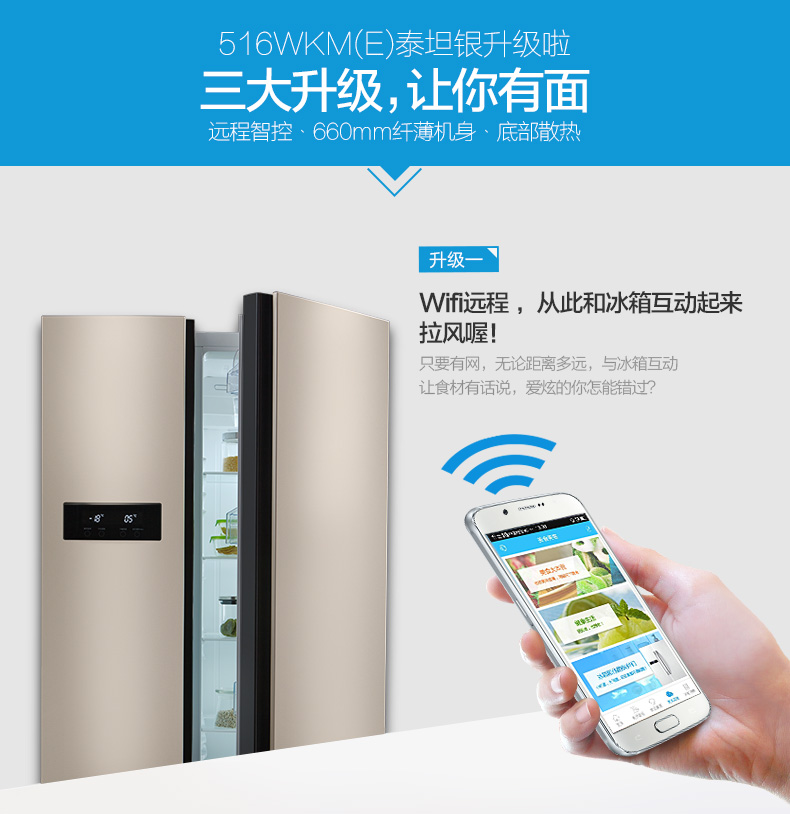 516WKM(E)泰坦银升级啦
三大升级,让你有面
远程智控、660mm纤薄机身、底部散热
升级一
Wifi远程，从此和冰箱互动起来
拉风喔!
只要有网，无论距离多远，与冰箱互动
让食材有话说，爱炫的你怎能错过?
-18°
05°